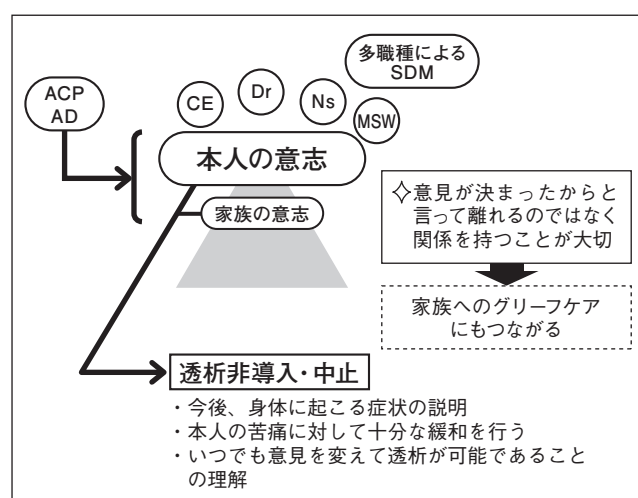 多職種による
SDM
ACP
AD
CE
Dr
Ns
MSW
本人の意志
家族の意志
✧意見が決まったからと
言って離れるのではなく
関係を持つことが大切
家族へのグリーフケア
にもつながる
透析非導入・中止
・今後、身体に起こる症状の説明
・本人の苦痛に対して十分な緩和を行う
・いつでも意見を変えて透析が可能であること
の理解